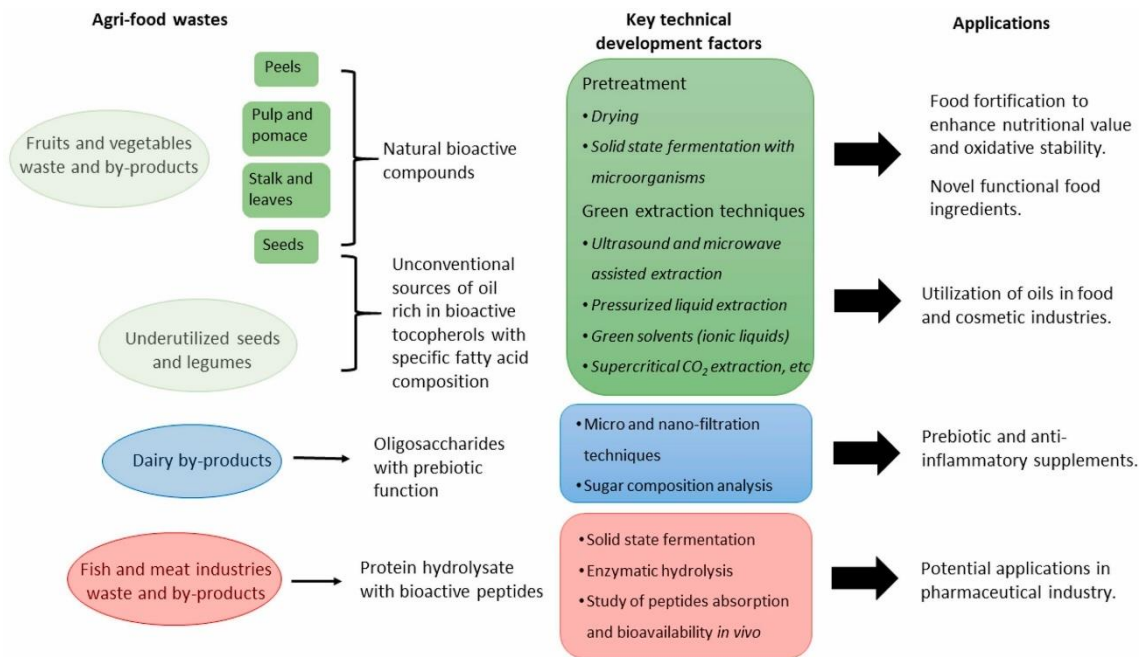 Agri-food wastes
Key technical
development factors
Applications
Peels
Pulp and
pomace
Fruits and vegetables
waste and by-products
Stalk and
leaves
Seeds
Natural bioactive
compounds
Unconventional
sources of oil
rich in bioactive
tocopherols with
specific fatty acid
composition
Underutilized seeds
and legumes
Pretreatment
• Drying
• Solid state fermentation with
microorganisms
Green extraction techniques
• Ultrasound and microwave
assisted extraction
• Pressurized liquid extraction
• Green solvents (ionic liquids)
• Supercritical CO2 extraction, etc
Food fortification to
enhance nutritional value
and oxidative stability.
Novel functional food
ingredients.
Utilization of oils in food
and cosmetic industries.
Dairy by-products
Oligosaccharides
with prebiotic
function
• Micro and nano-filtration
techniques
• Sugar composition analysis
Prebiotic and anti-
inflammatory supplements.
Fish and meat industries
waste and by-products
Protein hydrolysate
with bioactive peptides
• Solid state fermentation
• Enzymatic hydrolysis
• Study of peptides absorption
and bioavailability in vivo
Potential applications in
pharmaceutical industry.